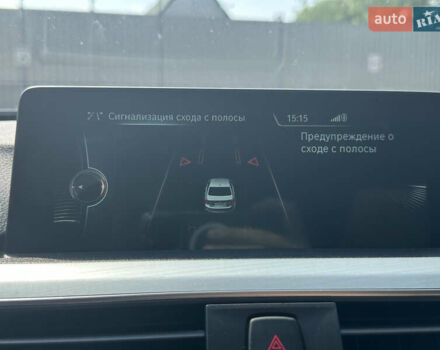 auto RIA
Сигнализация схода с полосы
15:15
Предупреждение о
сходе с полосы